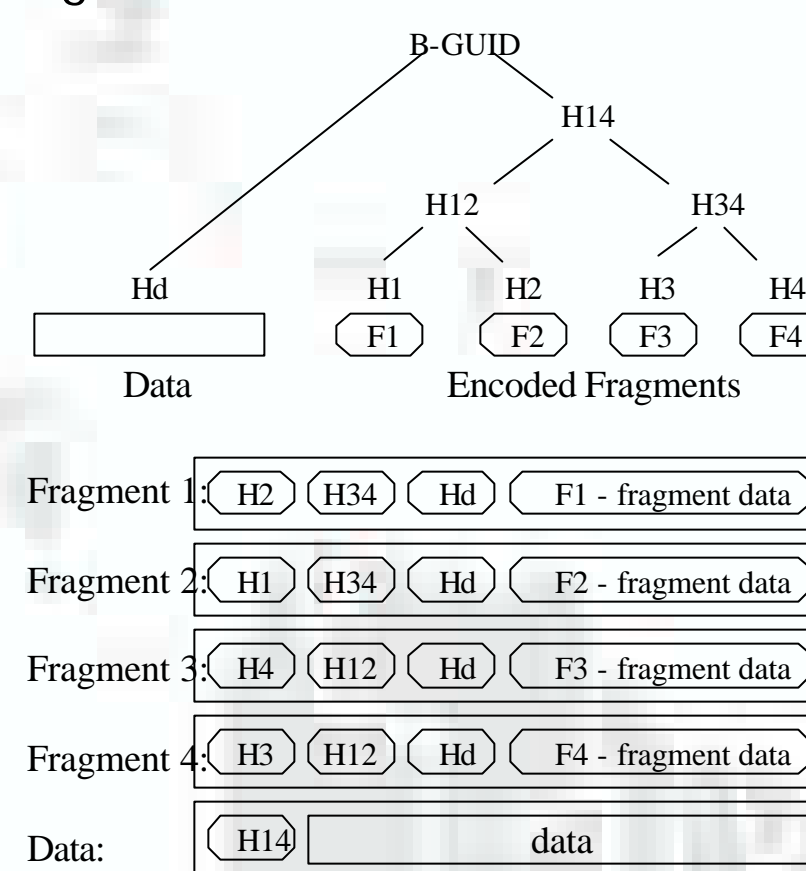 B-GUID
H14
H12 H34
Hd H1 H2 H3 H4
F1 F2 F3 F4
Data Encoded Fragments
Fragment 1: H2 H34 Hd F1 - fragment data
Fragment 2: H1 H34 Hd F2 - fragment data
Fragment 3: H4 H12 Hd F3 - fragment data
Fragment 4: H3 H12 Hd F4 - fragment data
Data: H14 data